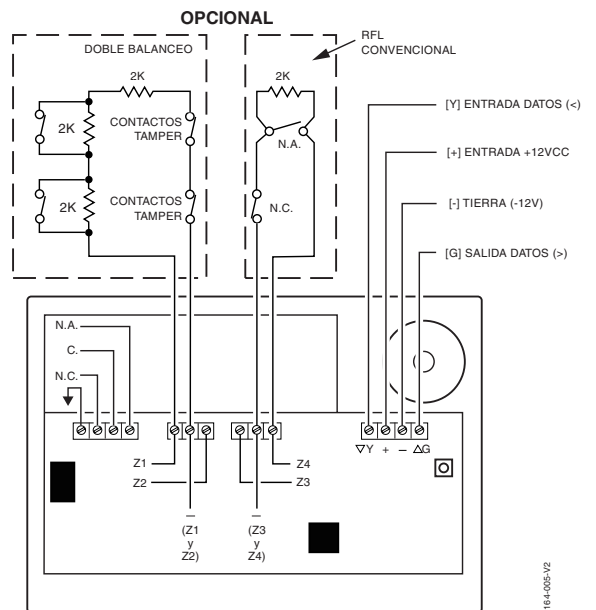 OPCIONAL
DOBLE BALANCEO
RFL
CONVENCIONAL
2K
2K
2K
CONTACTOS
TAMPER
N.A.
2K
CONTACTOS
TAMPER
N.C.
[Y] ENTRADA DATOS (<)
[+] ENTRADA +12VCC
[-] TIERRA (-12V)
[G] SALIDA DATOS (>)
N.A.
C.
N.C.
▽Y + – △G
Z1
Z2
Z4
Z3
–
(Z1
y
Z2)
–
(Z3
y
Z4)
164-005-V2